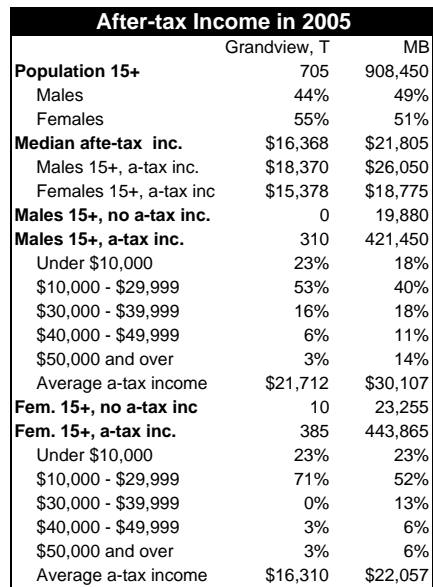 After-tax Income in 2005
Grandview, T MB
Population 15+ 705 908,450
Males 44% 49%
Females 55% 51%
Median afte-tax inc. $16,368 $21,805
Males 15+, a-tax inc. $18,370 $26,050
Females 15+, a-tax inc $15,378 $18,775
Males 15+, no a-tax inc. 0 19,880
Males 15+, a-tax inc. 310 421,450
Under $10,000 23% 18%
$10,000 - $29,999 53% 40%
$30,000 - $39,999 16% 18%
$40,000 - $49,999 6% 11%
$50,000 and over 3% 14%
Average a-tax income $21,712 $30,107
Fem. 15+, no a-tax inc 10 23,255
Fem. 15+, a-tax inc. 385 443,865
Under $10,000 23% 23%
$10,000 - $29,999 71% 52%
$30,000 - $39,999 0% 13%
$40,000 - $49,999 3% 6%
$50,000 and over 3% 6%
Average a-tax income $16,310 $22,057